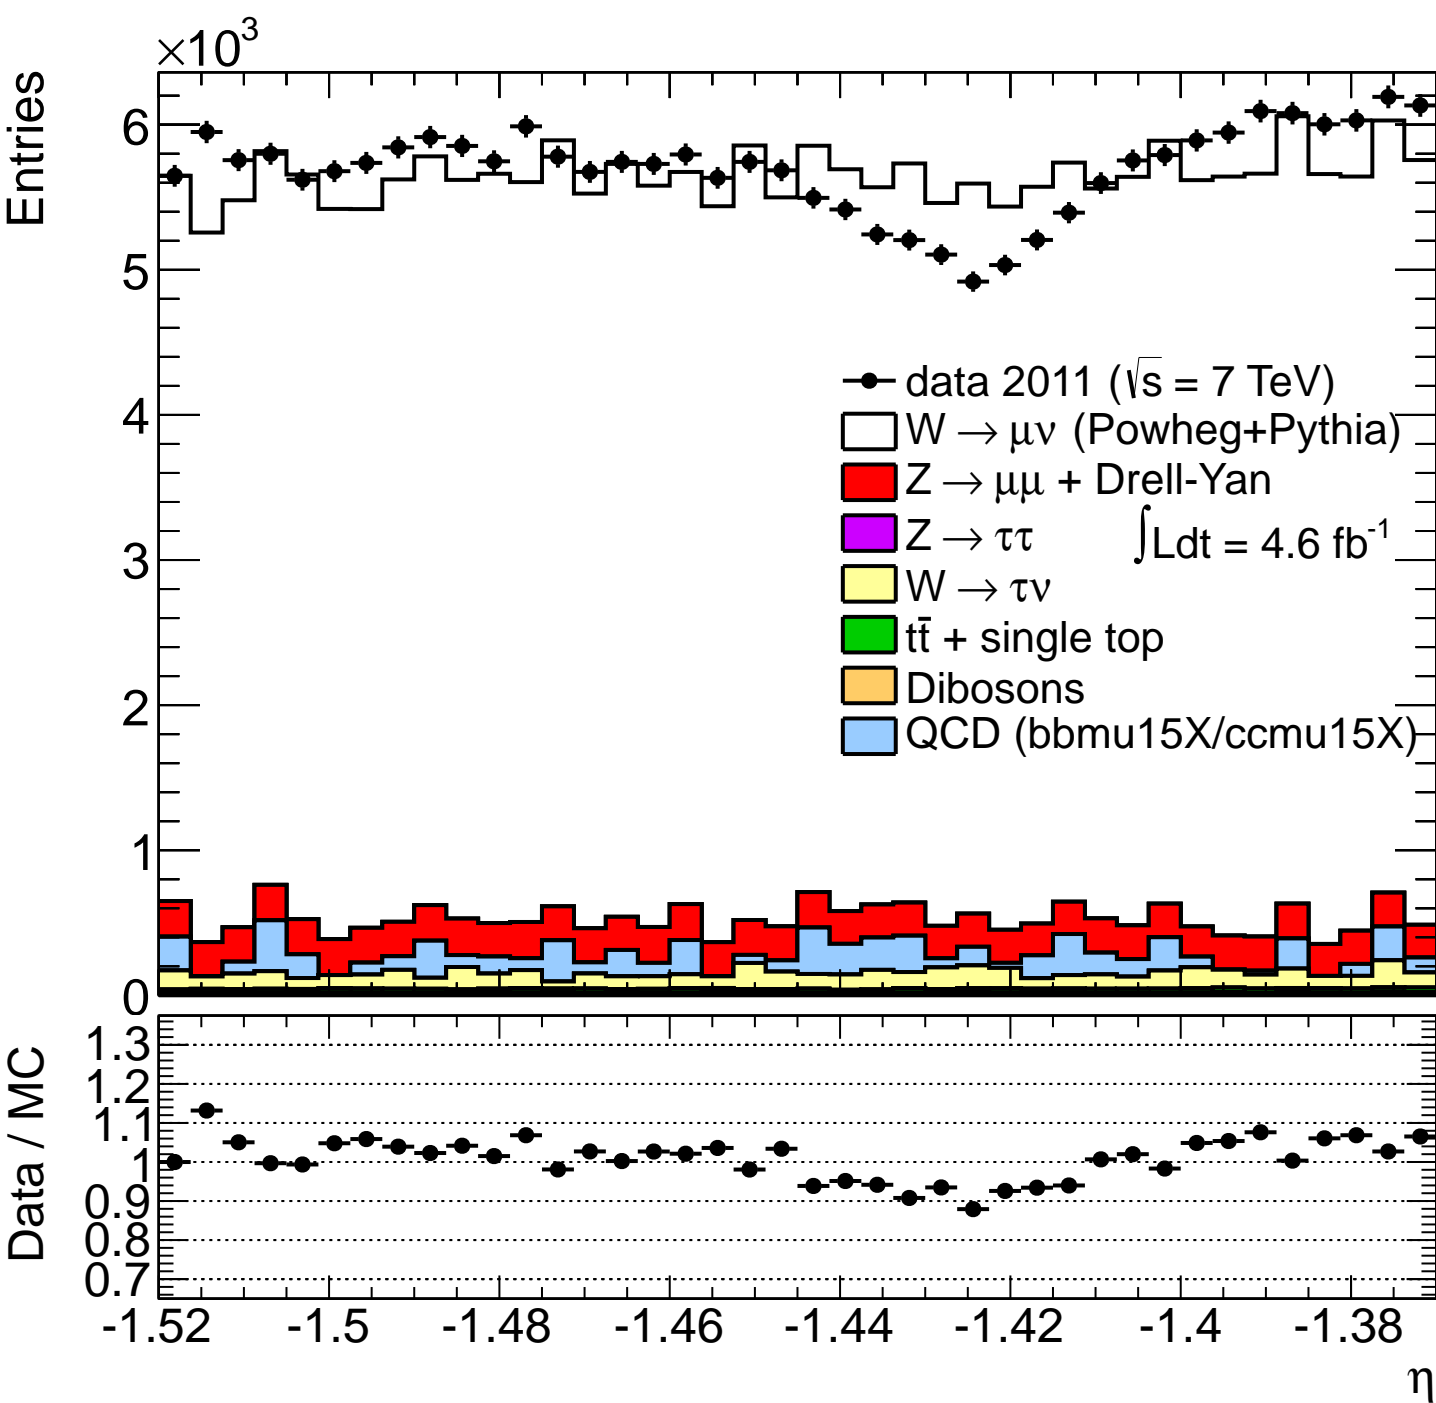 ×10³
Entries
6
5
4
3
2
1
0
data 2011 (√s = 7 TeV)
W → μν (Powheg+Pythia)
Z → μμ + Drell-Yan
Z → ττ
∫Ldt = 4.6 fb⁻¹
W → τν
tt̄ + single top
Dibosons
QCD (bbmu15X/ccmu15X)
Data / MC
1.3
1.2
1.1
1
0.9
0.8
0.7
-1.52 -1.5 -1.48 -1.46 -1.44 -1.42 -1.4 -1.38
η